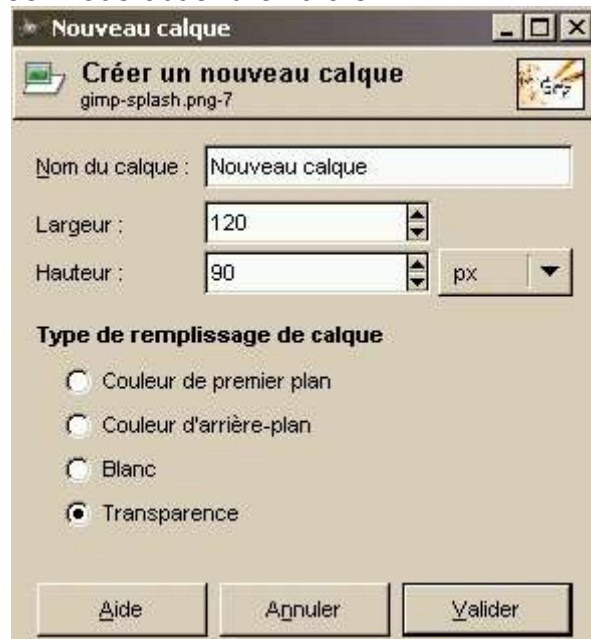 Nouveau calque
Créer un nouveau calque
gimp-splash.png-7
Nom du calque : Nouveau calque
Largeur : 120
Hauteur : 90 px
Type de remplissage de calque
Couleur de premier plan
Couleur d'arrière-plan
Blanc
Transparence
Aide Annuler Valider